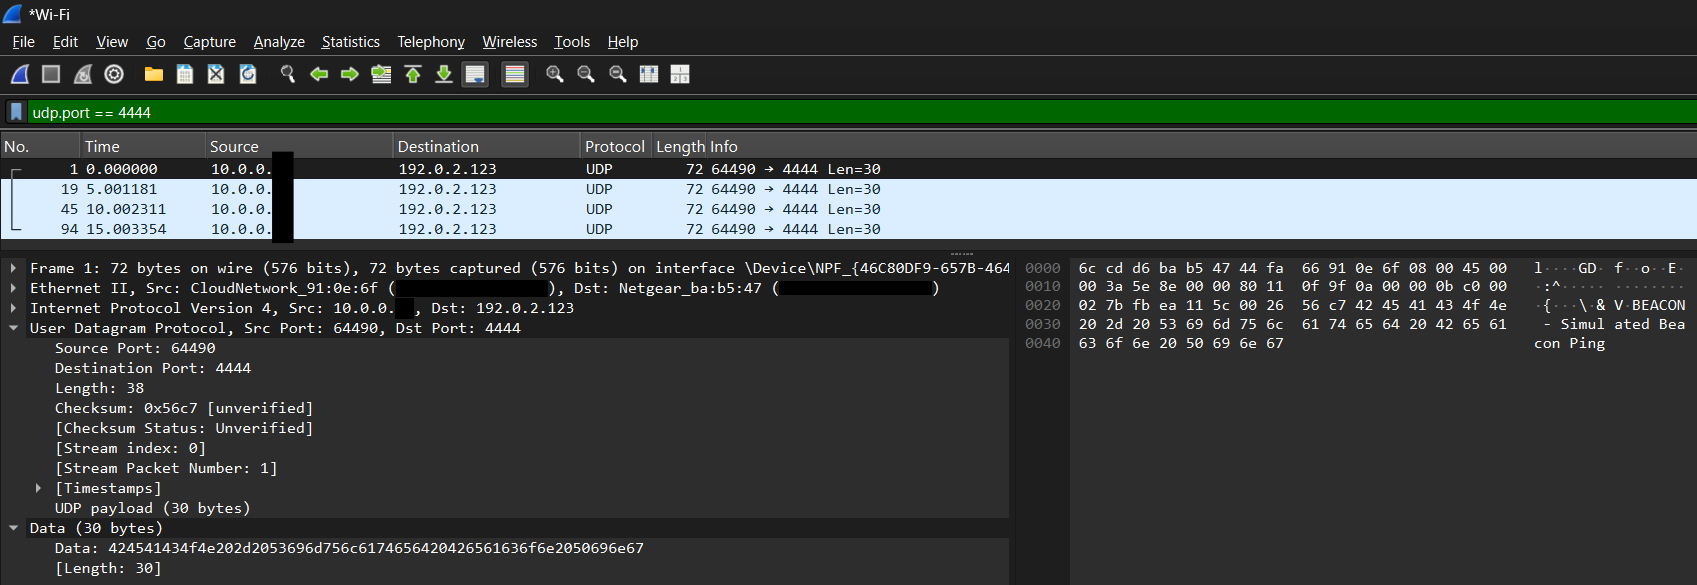 *Wi-Fi
File Edit View Go Capture Analyze Statistics Telephony Wireless Tools Help
udp.port == 4444
No. Time Source Destination Protocol Length Info
1 0.000000 10.0.0. 192.0.2.123 UDP 72 64490 → 4444 Len=30
19 5.001181 10.0.0. 192.0.2.123 UDP 72 64490 → 4444 Len=30
45 10.002311 10.0.0. 192.0.2.123 UDP 72 64490 → 4444 Len=30
94 15.003354 10.0.0. 192.0.2.123 UDP 72 64490 → 4444 Len=30
Frame 1: 72 bytes on wire (576 bits), 72 bytes captured (576 bits) on interface \Device\NPF_{46C80DF9-657B-464
Ethernet II, Src: CloudNetwork_91:0e:6f ( ), Dst: Netgear_ba:b5:47 ( )
Internet Protocol Version 4, Src: 10.0.0. , Dst: 192.0.2.123
User Datagram Protocol, Src Port: 64490, Dst Port: 4444
Source Port: 64490
Destination Port: 4444
Length: 38
Checksum: 0x56c7 [unverified]
[Checksum Status: Unverified]
[Stream index: 0]
[Stream Packet Number: 1]
[Timestamps]
UDP payload (30 bytes)
Data (30 bytes)
Data: 424541434f4e202d2053696d756c6174656420426561636f6e2050696e67
[Length: 30]
0000 6c cd d6 ba b5 47 44 fa 66 91 0e 6f 08 00 45 00 l····GD· f··o··E·
0010 00 3a 5e 8e 00 00 80 11 0f 9f 0a 00 00 0b c0 00 ·:^····· ········
0020 02 7b fb ea 11 5c 00 26 56 c7 42 45 41 43 4f 4e ·{···\·& V·BEACON
0030 20 2d 20 53 69 6d 75 6c 61 74 65 64 20 42 65 61 - Simul ated Bea
0040 63 6f 6e 20 50 69 6e 67 con Ping